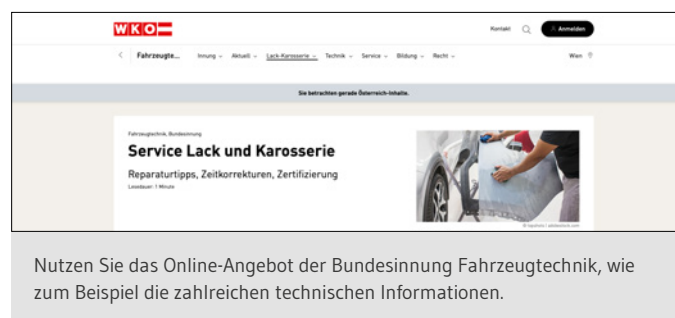 WKO
Kontakt
Anmelden
Fahrzeugte... Innung Aktuell Lack-Karosserie Technik Service Bildung Recht Wien
Sie betrachten gerade Österreich-Inhalte.
Fahrzeugtechnik, Bundesinnung
Service Lack und Karosserie
Reparaturtipps, Zeitkorrekturen, Zertifizierung
Lesedauer: 1 Minute
Nutzen Sie das Online-Angebot der Bundesinnung Fahrzeugtechnik, wie
zum Beispiel die zahlreichen technischen Informationen.